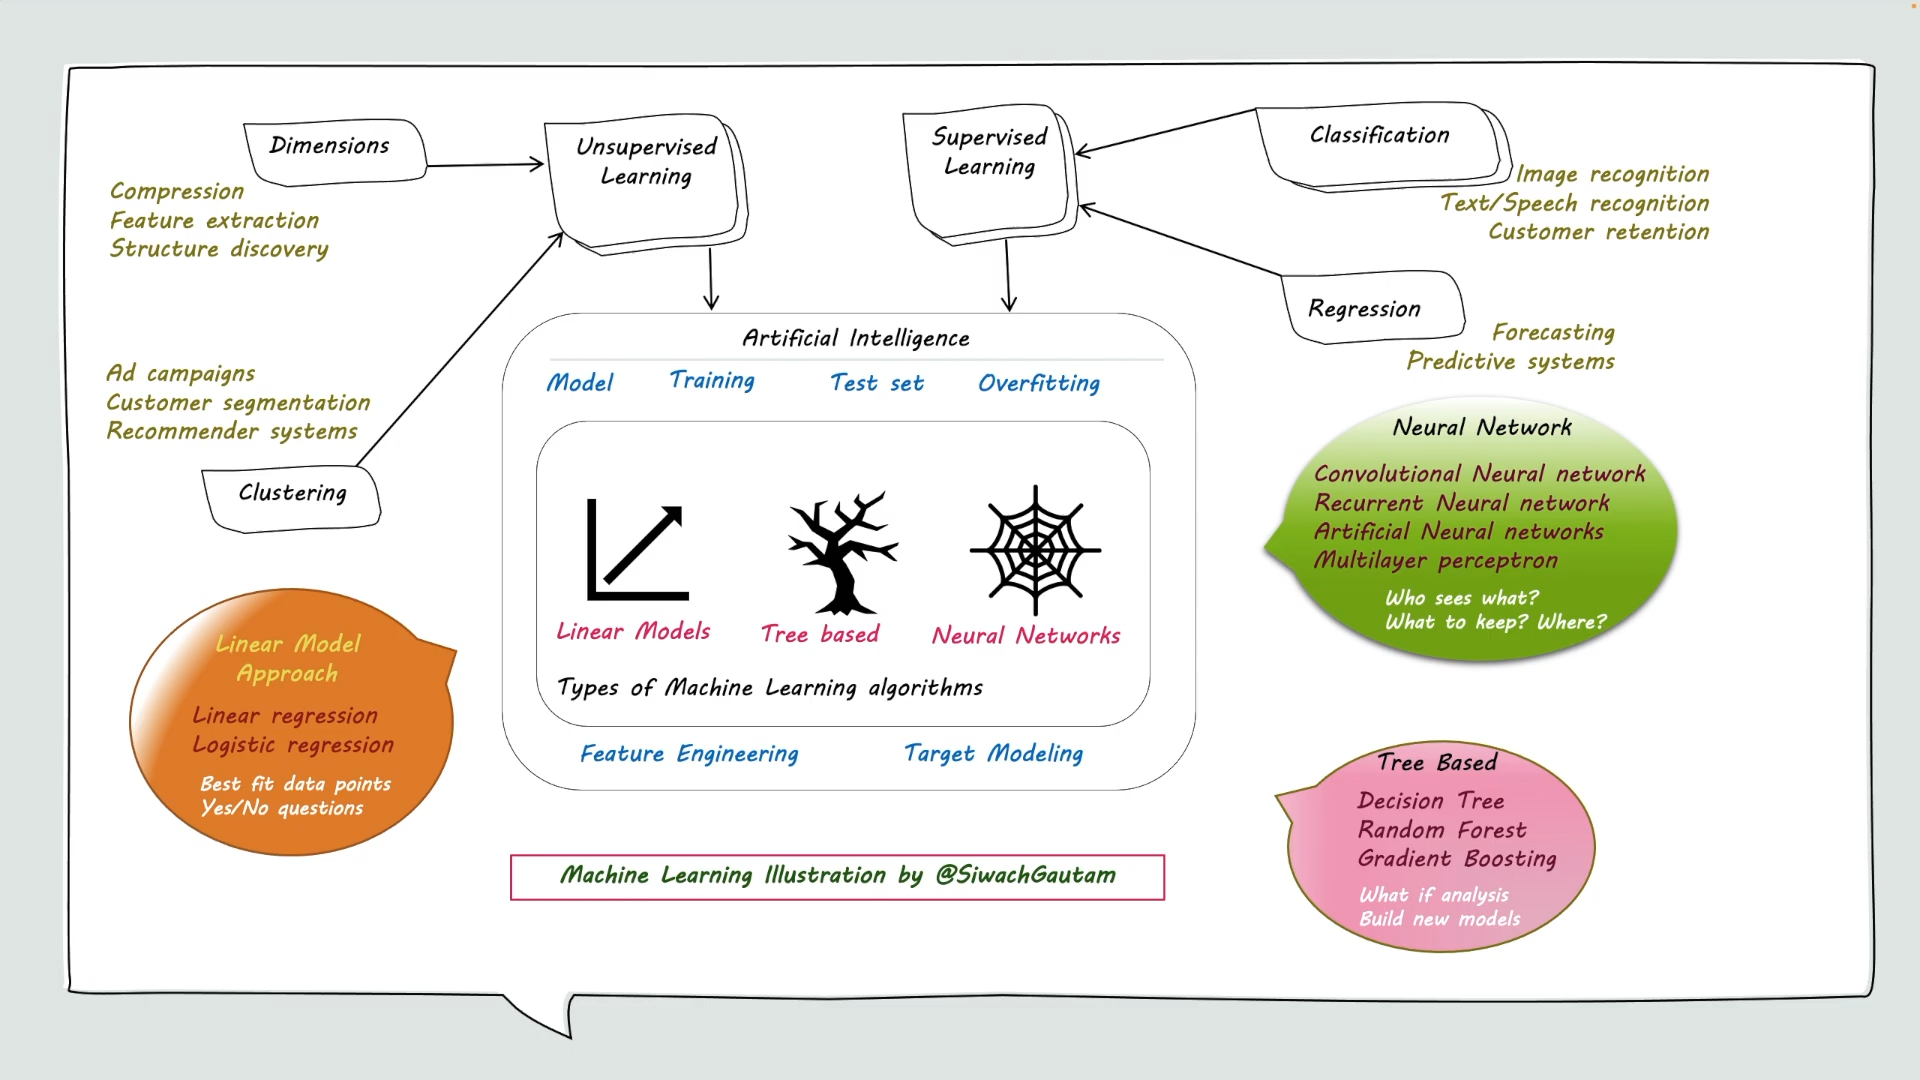 Dimensions
Compression
Feature extraction
Structure discovery
Unsupervised
Learning
Supervised
Learning
Classification
Image recognition
Text/Speech recognition
Customer retention
Regression
Forecasting
Predictive systems
Ad campaigns
Customer segmentation
Recommender systems
Clustering
Artificial Intelligence
Model Training Test set Overfitting
Linear Models Tree based Neural Networks
Types of Machine Learning algorithms
Feature Engineering Target Modeling
Neural Network
Convolutional Neural network
Recurrent Neural network
Artificial Neural networks
Multilayer perceptron
Who sees what?
What to keep? Where?
Linear Model
Approach
Linear regression
Logistic regression
Best fit data points
Yes/No questions
Tree Based
Decision Tree
Random Forest
Gradient Boosting
What if analysis
Build new models
Machine Learning Illustration by @SiwachGautam